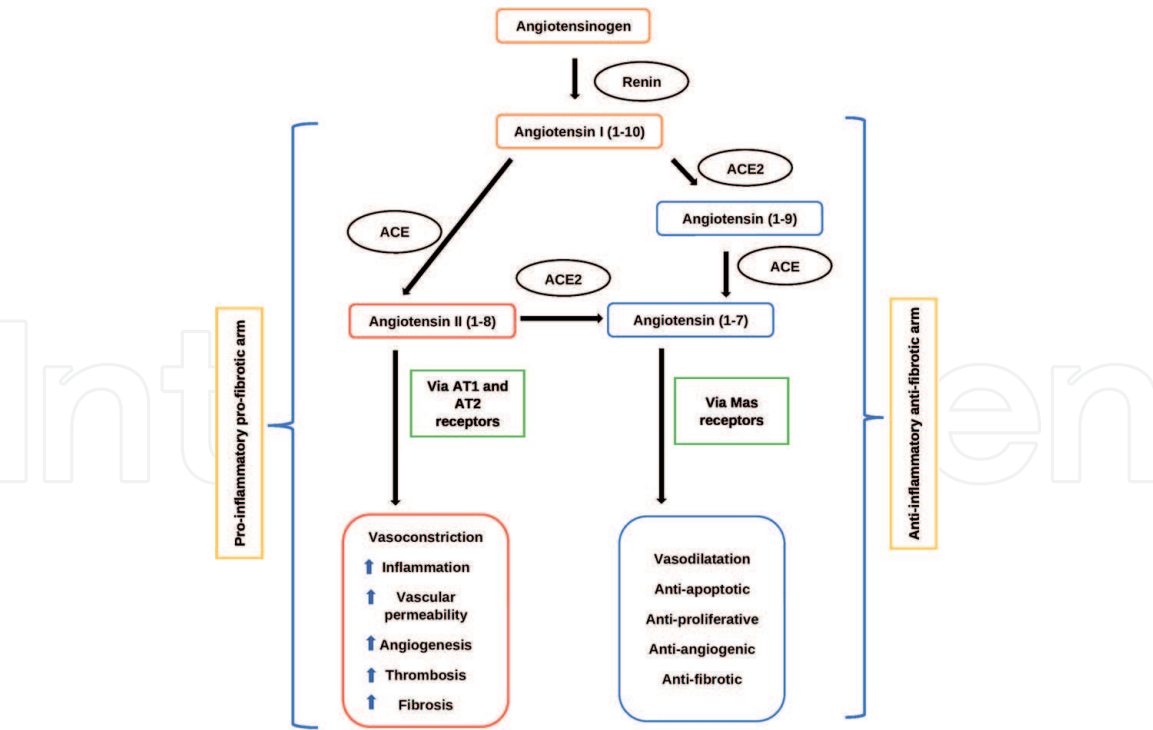 Angiotensinogen
Renin
Angiotensin I (1-10)
ACE2
Angiotensin (1-9)
ACE
ACE
ACE2
Angiotensin II (1-8)
Angiotensin (1-7)
Pro-inflammatory pro-fibrotic arm
Via AT1 and
AT2
receptors
Via Mas
receptors
Anti-inflammatory anti-fibrotic arm
Vasoconstriction
Inflammation
Vascular
permeability
Angiogenesis
Thrombosis
Fibrosis
Vasodilatation
Anti-apoptotic
Anti-proliferative
Anti-angiogenic
Anti-fibrotic